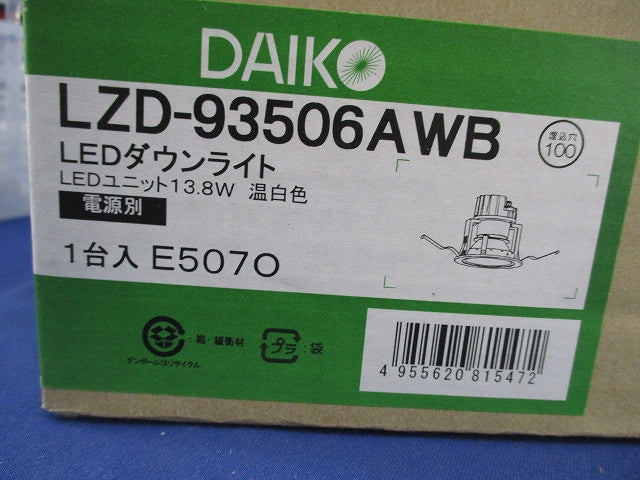 DAIKO
LZD-93506AWB
埋込穴
100
LEDダウンライト
LEDユニット13.8W 温白色
電源別
1台入 E5070
:箱・緩衝材
ダンボールはリサイクル
プラ
:袋
4 955620 815472